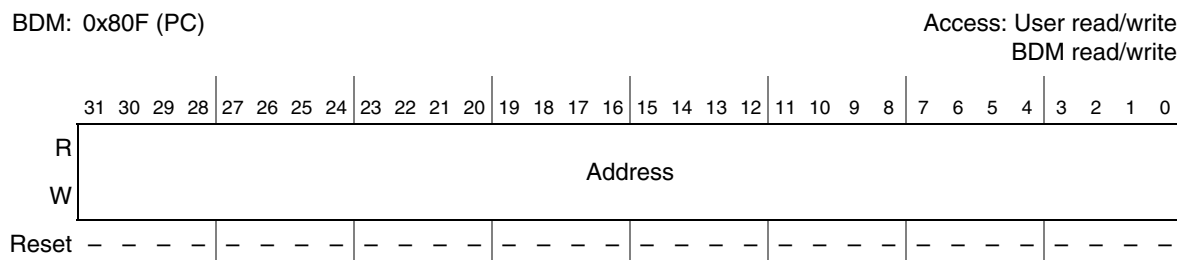 BDM: 0x80F (PC) Access: User read/write
BDM read/write
31 30 29 28 27 26 25 24 23 22 21 20 19 18 17 16 15 14 13 12 11 10 9 8 7 6 5 4 3 2 1 0
R
Address
W
Reset – – – – – – – – – – – – – – – – – – – – – – – – – – – – – – – –